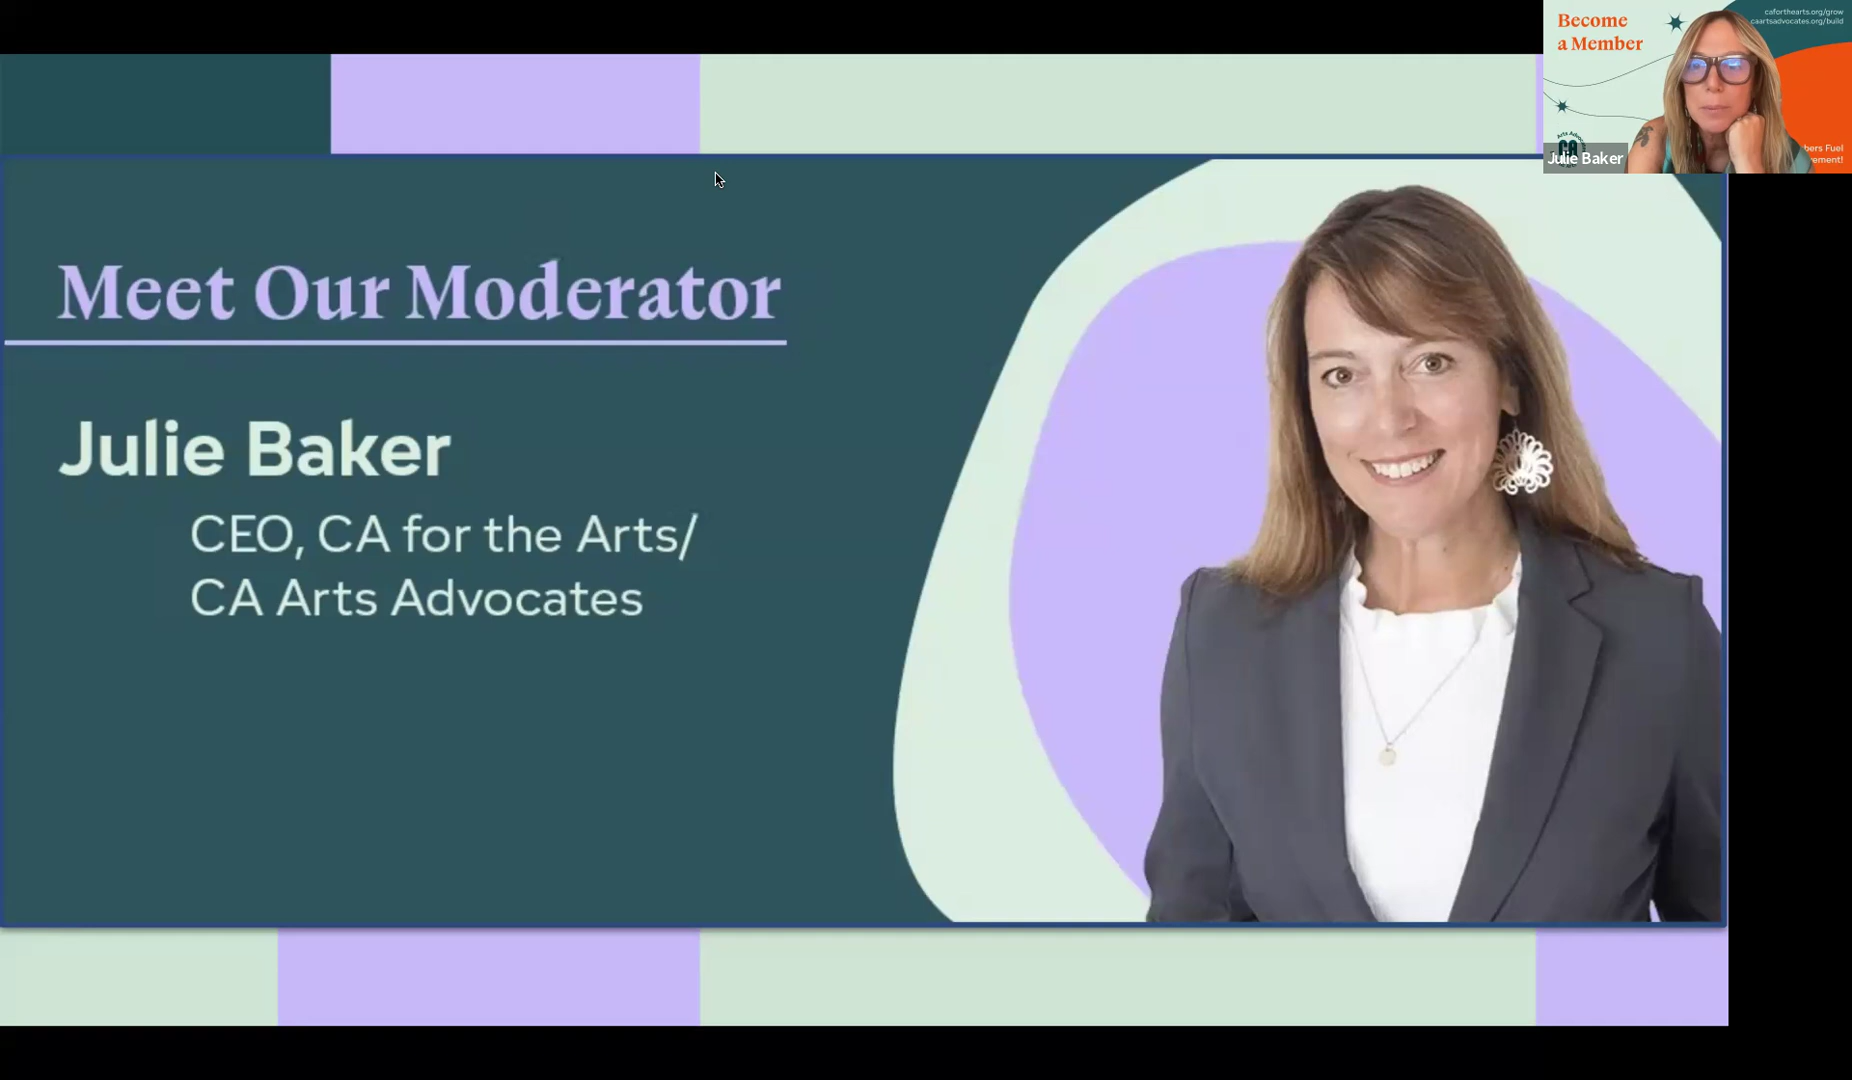 Meet Our Moderator
Julie Baker
CEO, CA for the Arts/
CA Arts Advocates
Become
a Member
caforthearts.org/grow
caartsadvocates.org/build
CA
Julie Baker